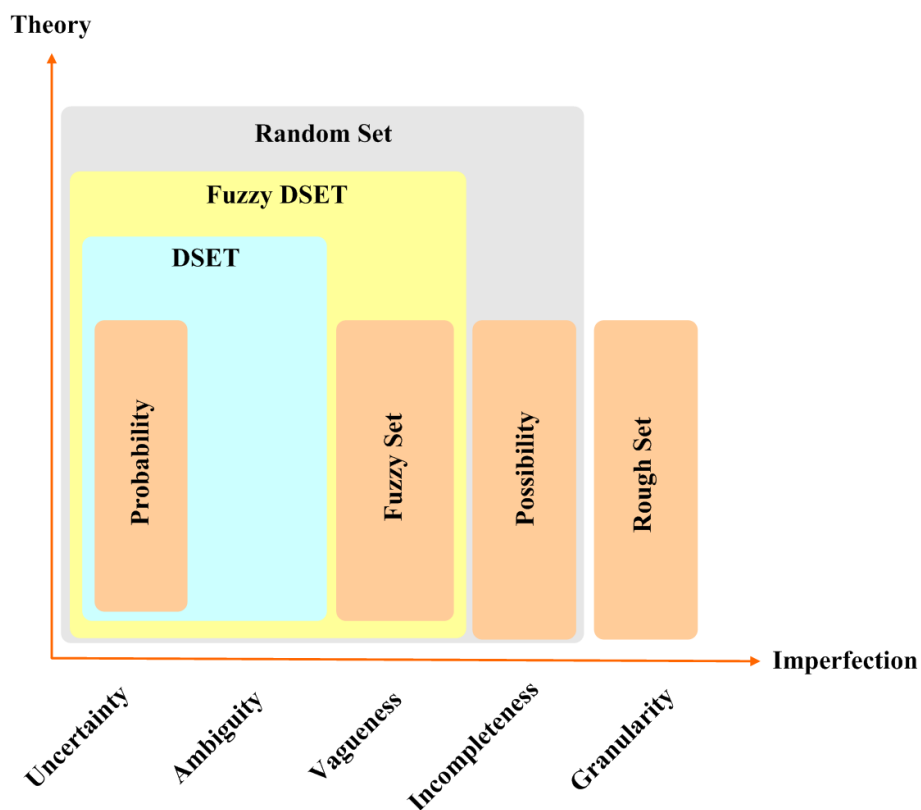 Theory
Random Set
Fuzzy DSET
DSET
Probability
Fuzzy Set
Possibility
Rough Set
Imperfection
Uncertainty
Ambiguity
Vagueness
Incompleteness
Granularity